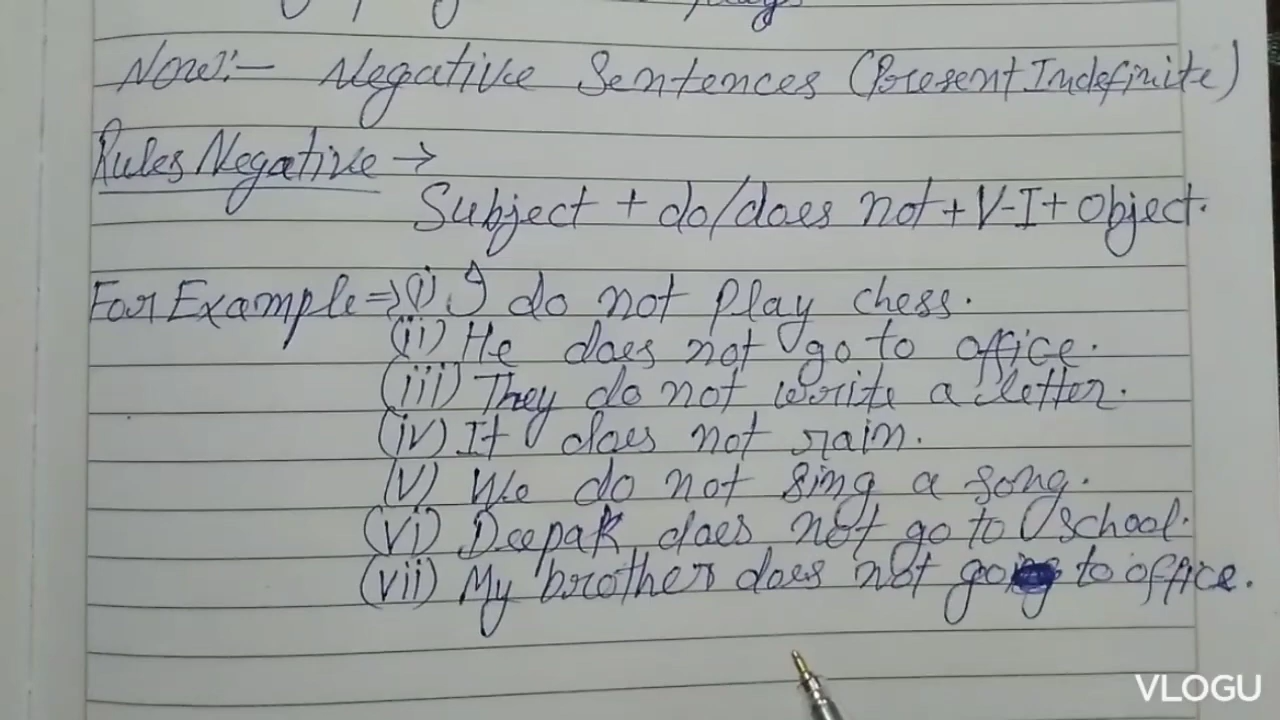 Now:- Negative Sentences (Present Indefinite)
Rules Negative →
Subject + do/does not + V-I + Object.
For Example ⇒ (i) I do not play chess.
(ii) He does not go to office.
(iii) They do not write a letter.
(iv) It does not rain.
(v) We do not sing a song.
(vi) Deepak does not go to school.
(vii) My brother does not go to office.
VLOGU